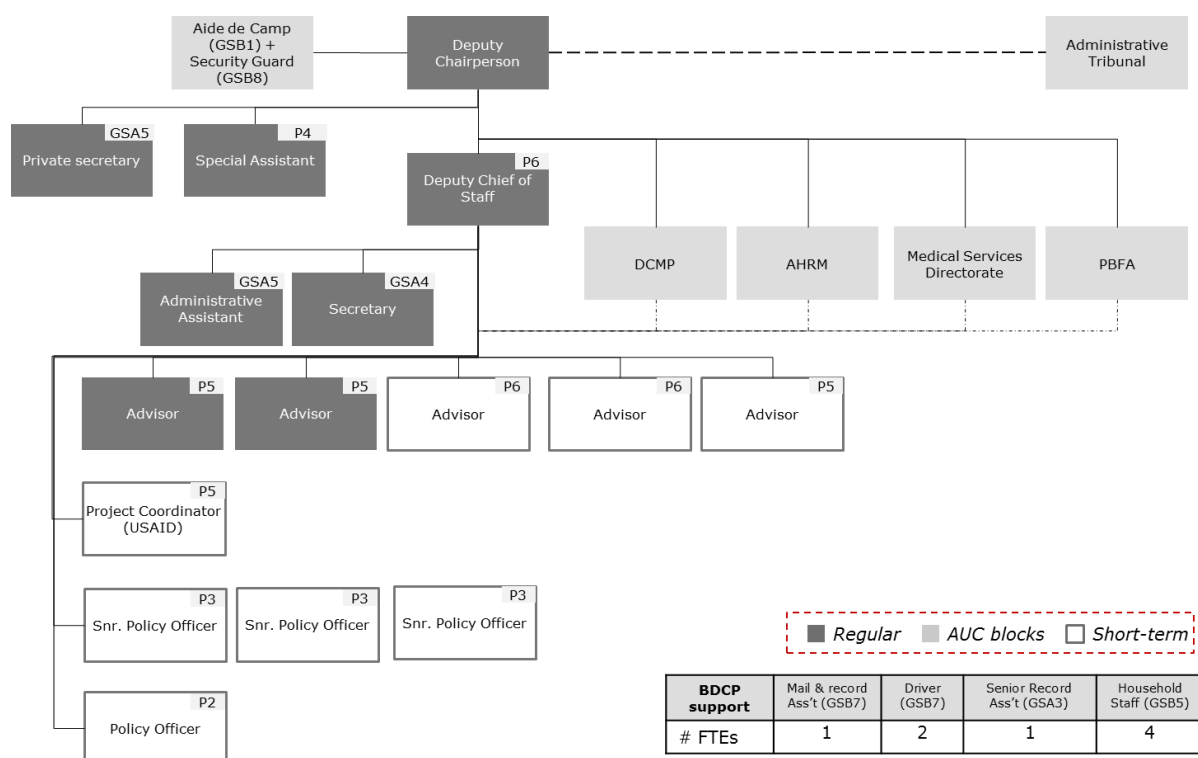 Aide de Camp
(GSB1) +
Security Guard
(GSB8)
Deputy
Chairperson
Administrative
Tribunal
GSA5
Private secretary
P4
Special Assistant
P6
Deputy Chief of
Staff
DCMP
AHRM
Medical Services
Directorate
PBFA
GSA5
Administrative
Assistant
GSA4
Secretary
P5
Advisor
P5
Advisor
P6
Advisor
P6
Advisor
P5
Advisor
P5
Project Coordinator
(USAID)
P3
Snr. Policy Officer
P3
Snr. Policy Officer
P3
Snr. Policy Officer
P2
Policy Officer
Regular AUC blocks Short-term
BDCP
support
Mail & record
Ass't (GSB7)
Driver
(GSB7)
Senior Record
Ass't (GSA3)
Household
Staff (GSB5)
# FTEs 1 2 1 4